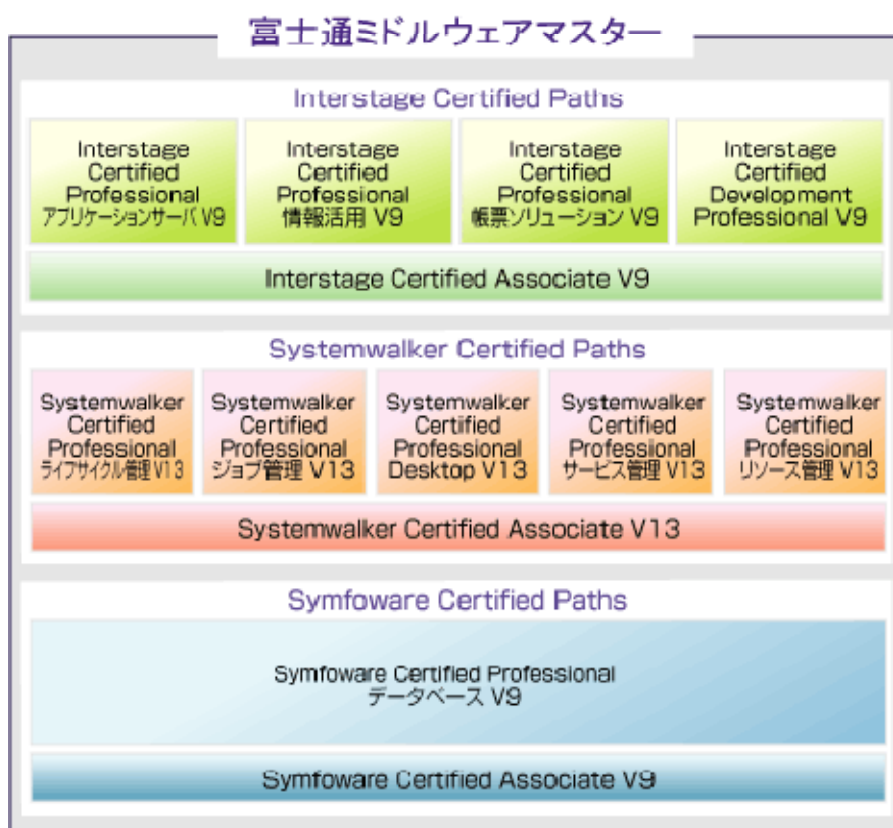 富士通ミドルウェアマスター
Interstage Certified Paths
Interstage
Certified
Professional
アプリケーションサーバ V9
Interstage
Certified
Professional
情報活用 V9
Interstage
Certified
Professional
帳票ソリューション V9
Interstage
Certified
Development
Professional V9
Interstage Certified Associate V9
Systemwalker Certified Paths
Systemwalker
Certified
Professional
ライフサイクル管理 V13
Systemwalker
Certified
Professional
ジョブ管理 V13
Systemwalker
Certified
Professional
Desktop V13
Systemwalker
Certified
Professional
サービス管理 V13
Systemwalker
Certified
Professional
リソース管理 V13
Systemwalker Certified Associate V13
Symfoware Certified Paths
Symfoware Certified Professional
データベース V9
Symfoware Certified Associate V9